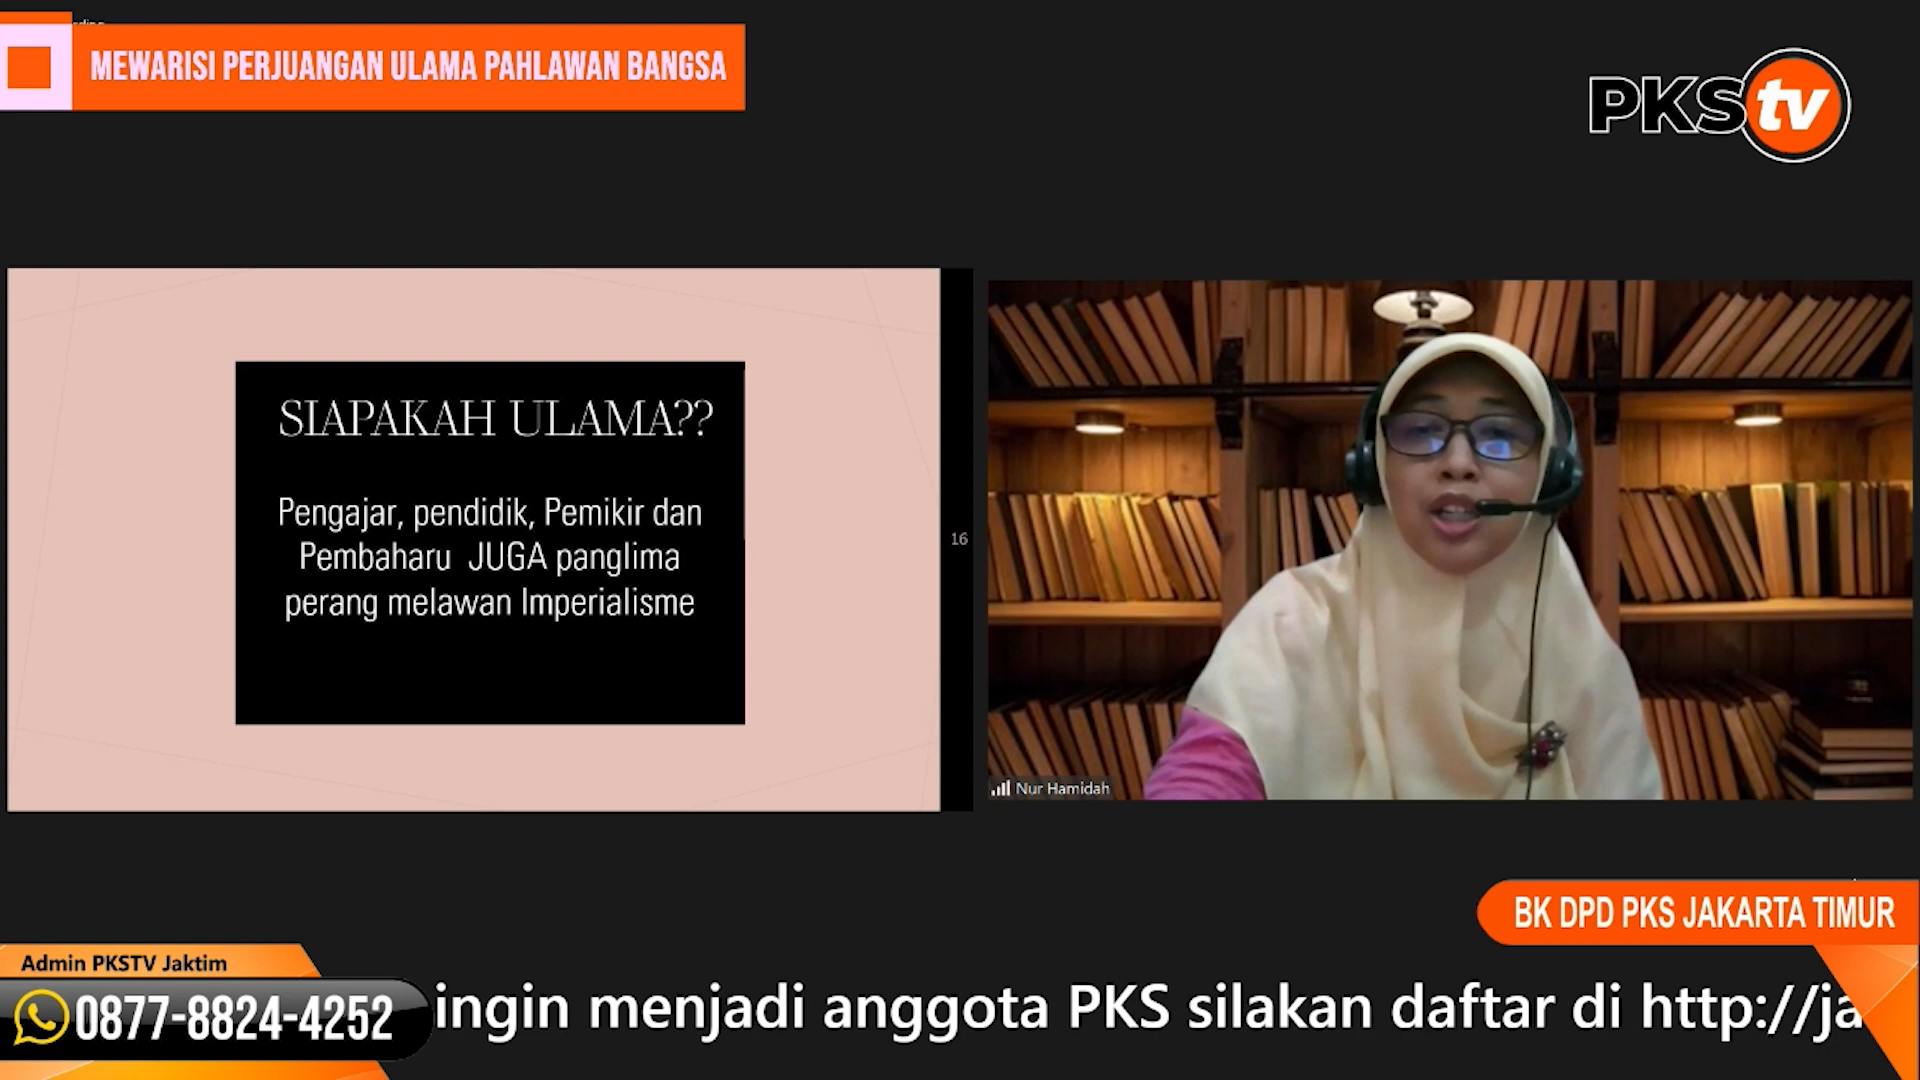 MEWARISI PERJUANGAN ULAMA PAHLAWAN BANGSA
PKS tv
SIAPAKAH ULAMA??
Pengajar, pendidik, Pemikir dan
Pembaharu JUGA panglima
perang melawan Imperialisme
16
Nur Hamidah
BK DPD PKS JAKARTA TIMUR
Admin PKSTV Jaktim
0877-8824-4252
ingin menjadi anggota PKS silakan daftar di http://ja